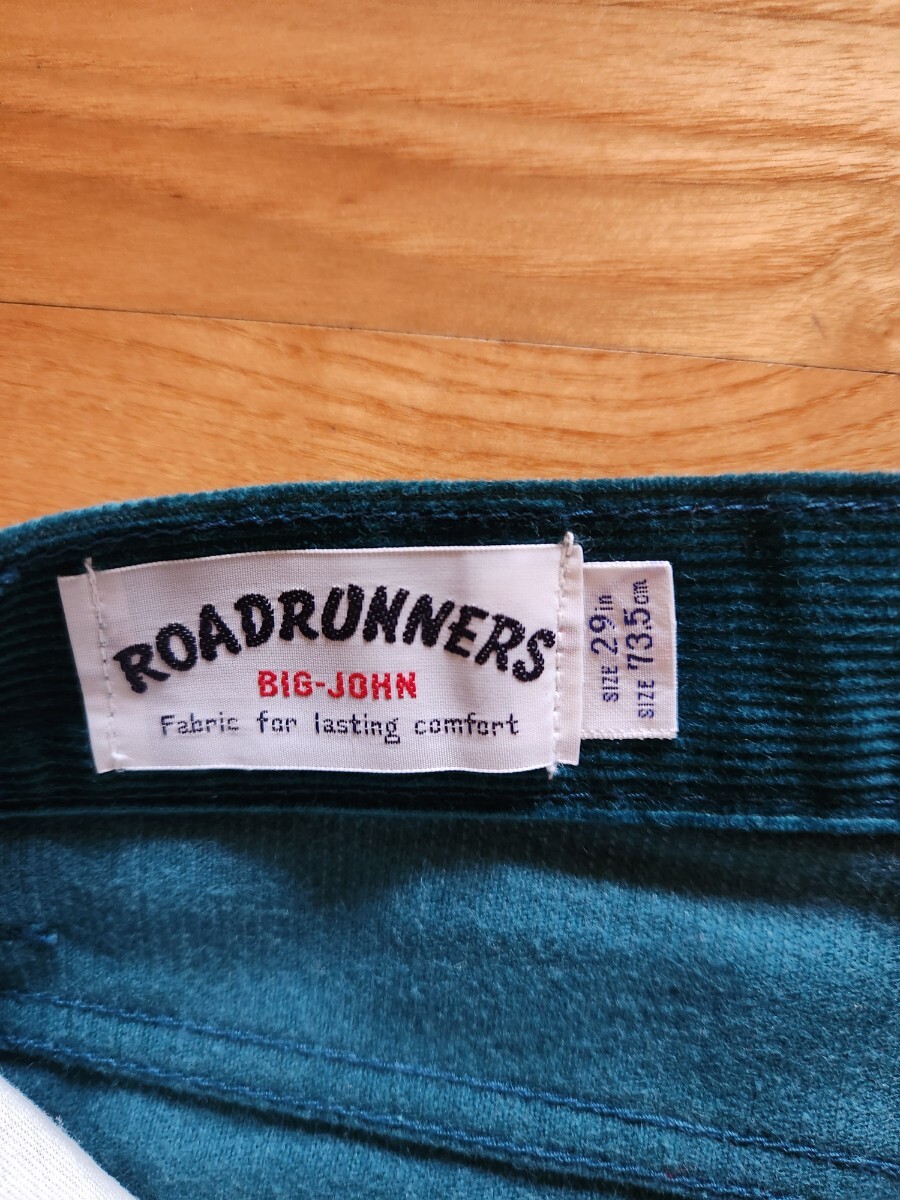 ROADRUNNERS
BIG-JOHN
Fabric for lasting comfort
SIZE 29in
SIZE 73.5cm